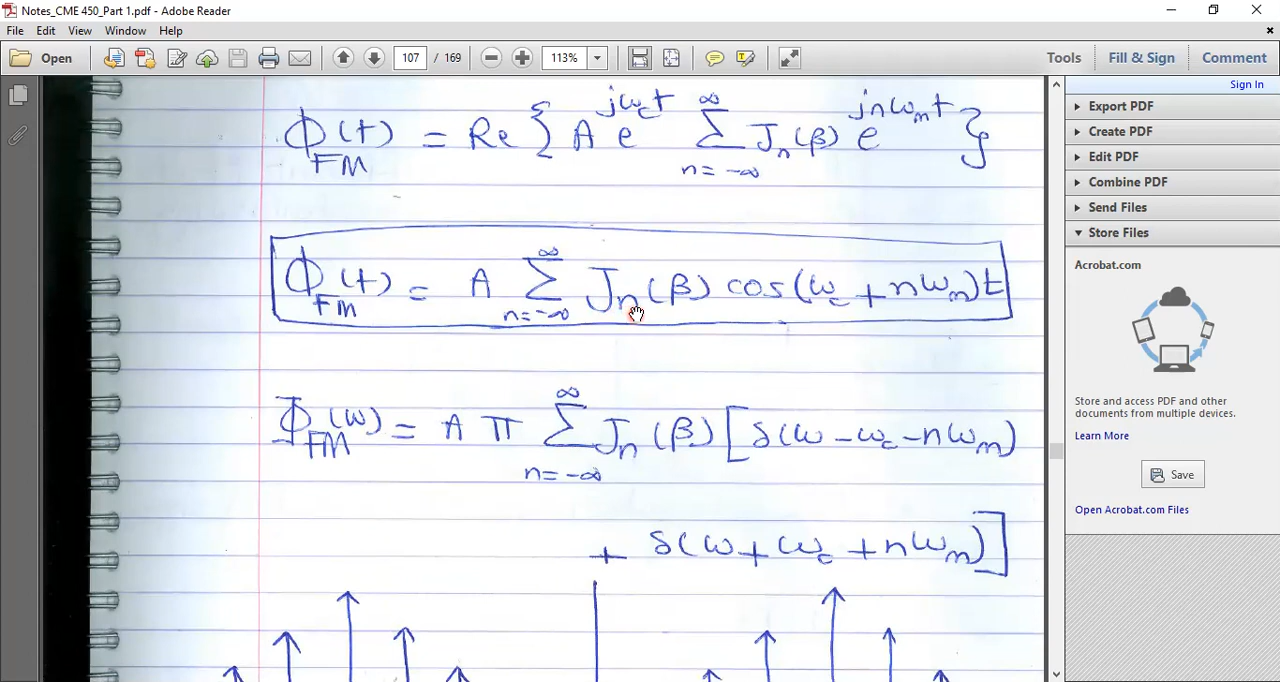 Notes_CME 450_Part 1.pdf - Adobe Reader
File Edit View Window Help
Open 107 / 169 113% Tools Fill & Sign Comment
Sign In
Export PDF
Create PDF
Edit PDF
Combine PDF
Send Files
Store Files
Acrobat.com
Store and access PDF and other
documents from multiple devices.
Learn More
Save
Open Acrobat.com Files
Φ_FM(t) = Re { A e^{jω_c t} ∑_{n=-∞}^{∞} J_n(β) e^{jnω_m t} }
Φ_FM(t) = A ∑_{n=-∞}^{∞} J_n(β) cos(ω_c + nω_m)t
Φ_FM(ω) = A π ∑_{n=-∞}^{∞} J_n(β) [ δ(ω - ω_c - nω_m)
+ δ(ω + ω_c + nω_m) ]